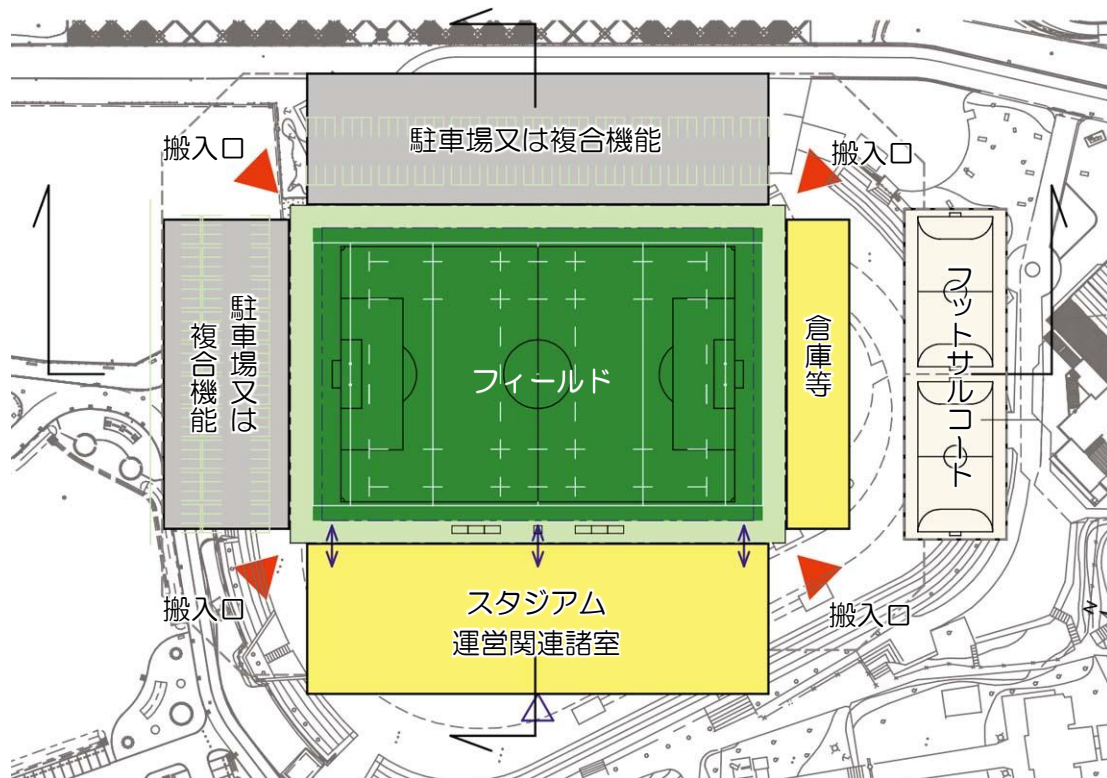 駐車場又は複合機能
搬入口
搬入口
駐車場又は
複合機能
フィールド
倉庫等
フットサルコート
スタジアム
運営関連諸室
搬入口
搬入口
N